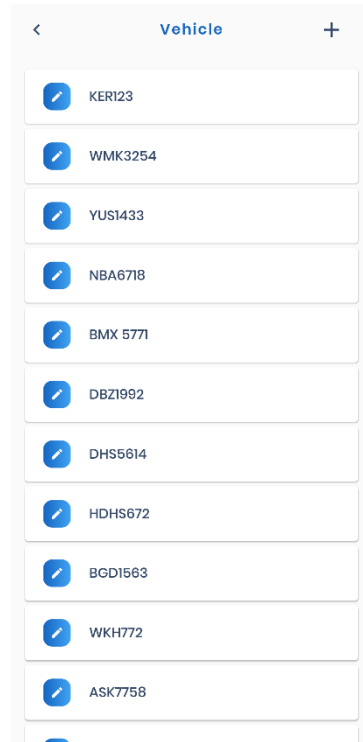 Vehicle
KER123
WMK3254
YUS1433
NBA6718
BMX 5771
DBZ1992
DHS5614
HDHS672
BGD1563
WKH772
ASK7758